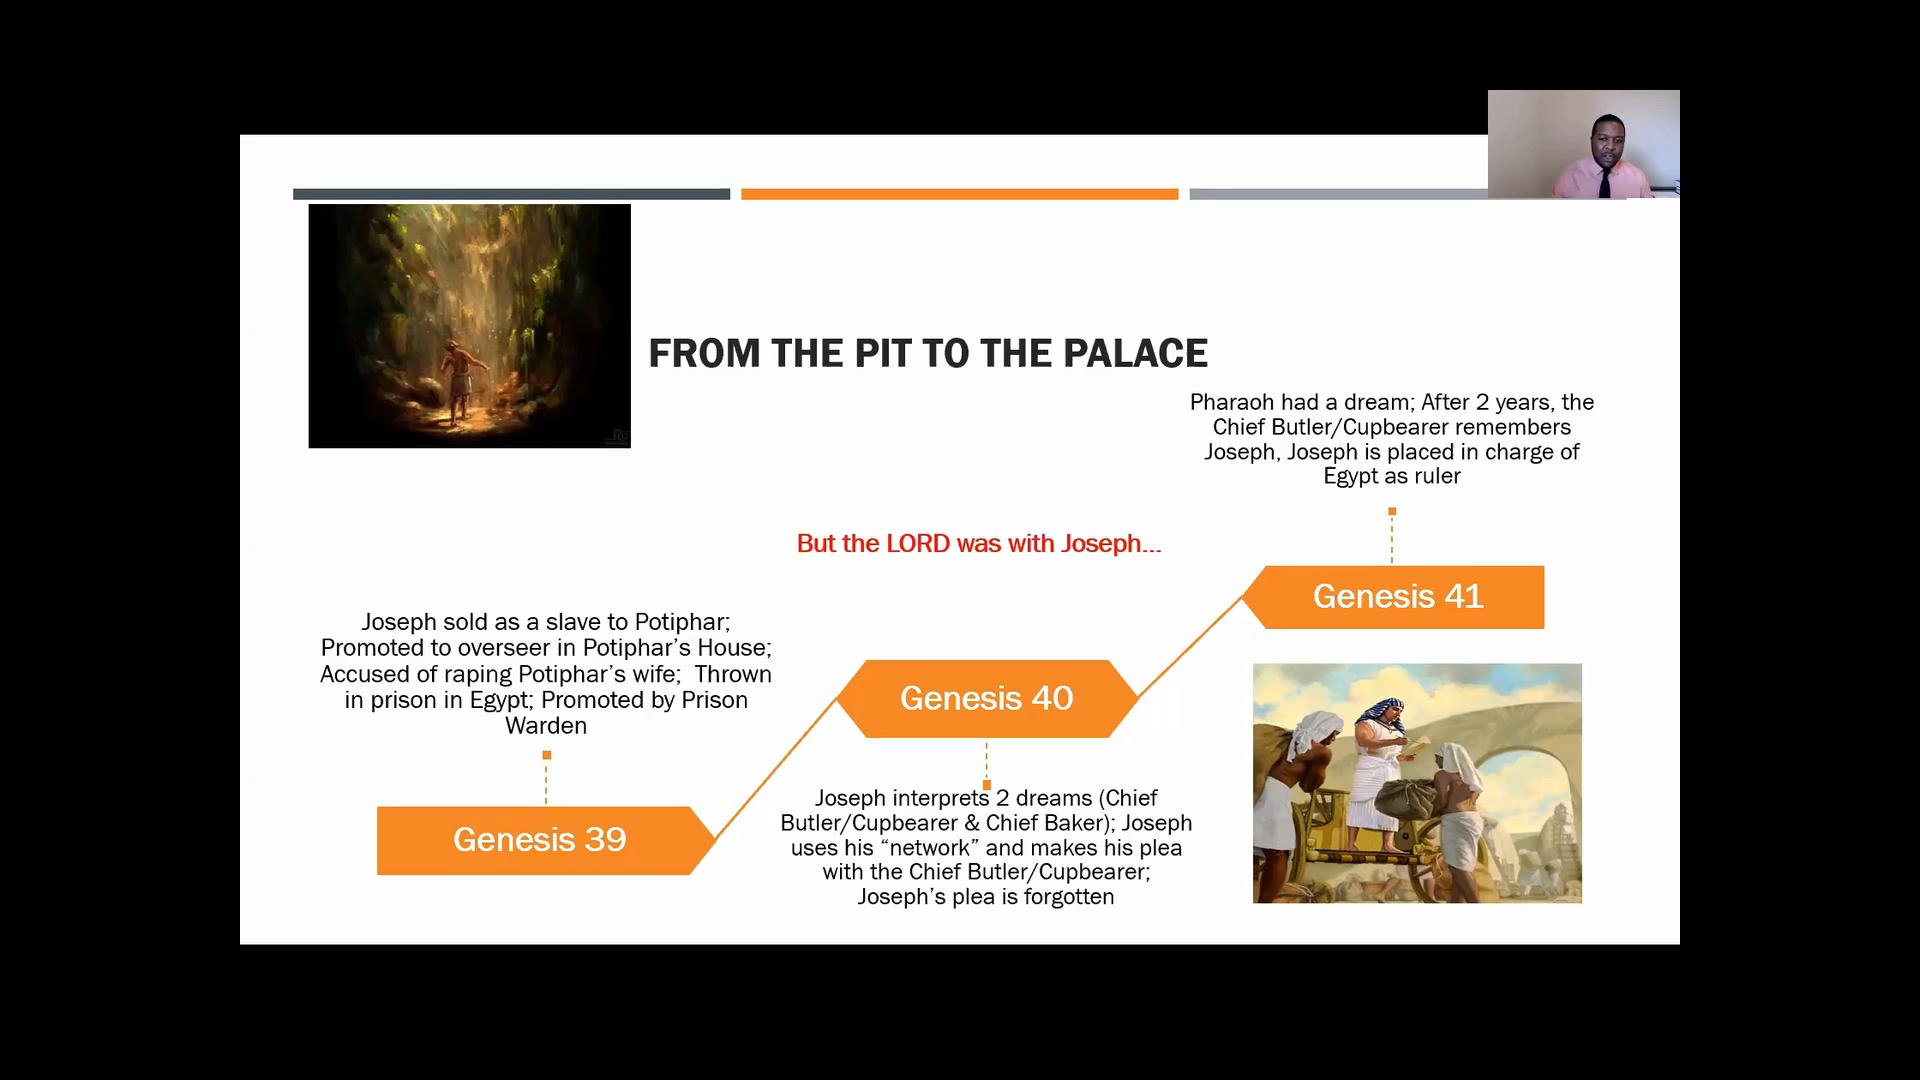 FROM THE PIT TO THE PALACE
Pharaoh had a dream; After 2 years, the
Chief Butler/Cupbearer remembers
Joseph, Joseph is placed in charge of
Egypt as ruler
But the LORD was with Joseph...
Genesis 41
Joseph sold as a slave to Potiphar;
Promoted to overseer in Potiphar’s House;
Accused of raping Potiphar’s wife;  Thrown
in prison in Egypt; Promoted by Prison
Warden
Genesis 40
Joseph interprets 2 dreams (Chief
Butler/Cupbearer & Chief Baker); Joseph
uses his “network” and makes his plea
with the Chief Butler/Cupbearer;
Joseph’s plea is forgotten
Genesis 39